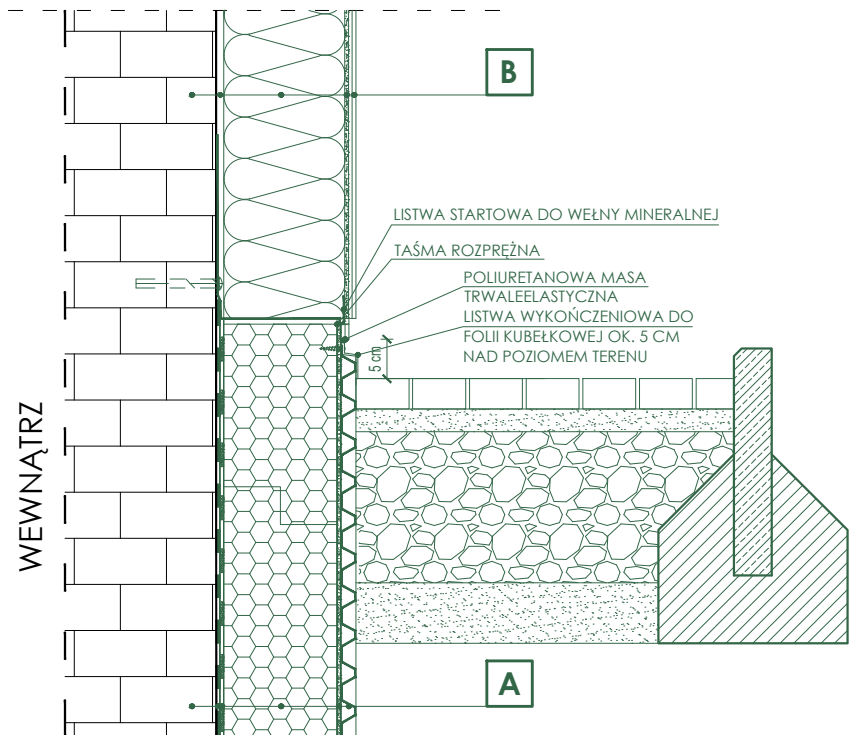 B
LISTWA STARTOWA DO WEŁNY MINERALNEJ
TAŚMA ROZPRĘŻNA
POLIURETANOWA MASA
TRWALEELASTYCZNA
LISTWA WYKOŃCZENIOWA DO
FOLII KUBEŁKOWEJ OK. 5 CM
NAD POZIOMEM TERENU
5 cm
WEWNĄTRZ
A